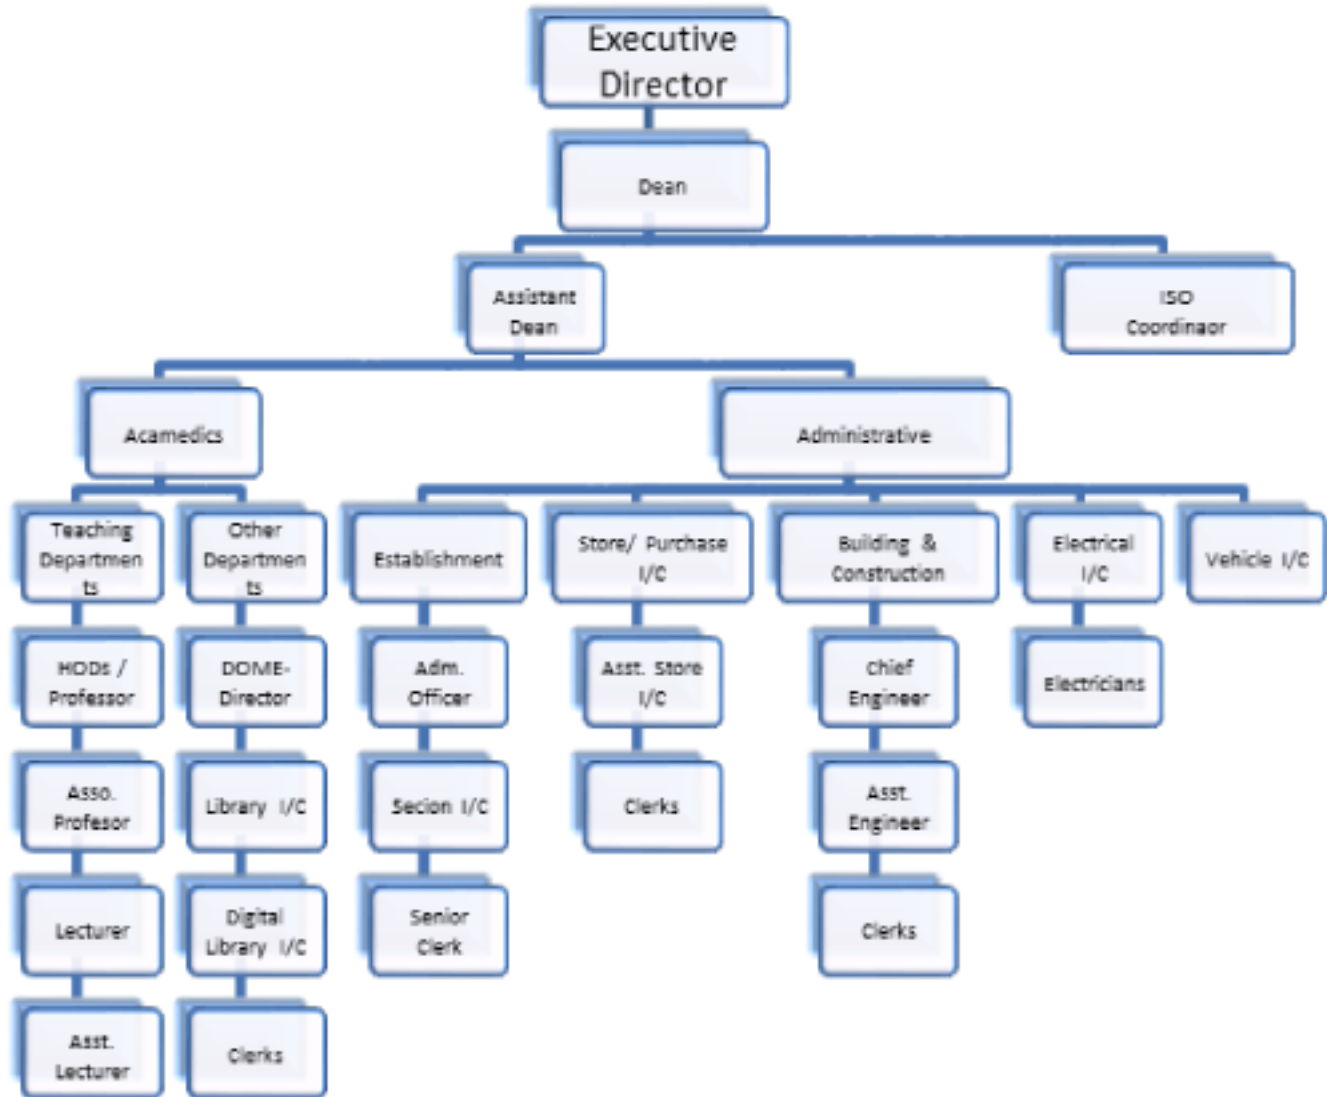 Executive
Director
Dean
Assistant
Dean
ISO
Coordinaor
Acamedics
Administrative
Teaching
Departmen
ts
Other
Departmen
ts
Establishment
Store/ Purchase
I/C
Building &
Construction
Electrical
I/C
Vehicle I/C
HODs /
Professor
DOME-
Director
Adm.
Officer
Asst. Store
I/C
Chief
Engineer
Electricians
Asso.
Profesor
Library I/C
Secion I/C
Clerks
Asst.
Engineer
Lecturer
Digital
Library I/C
Senior
Clerk
Clerks
Asst.
Lecturer
Clerks